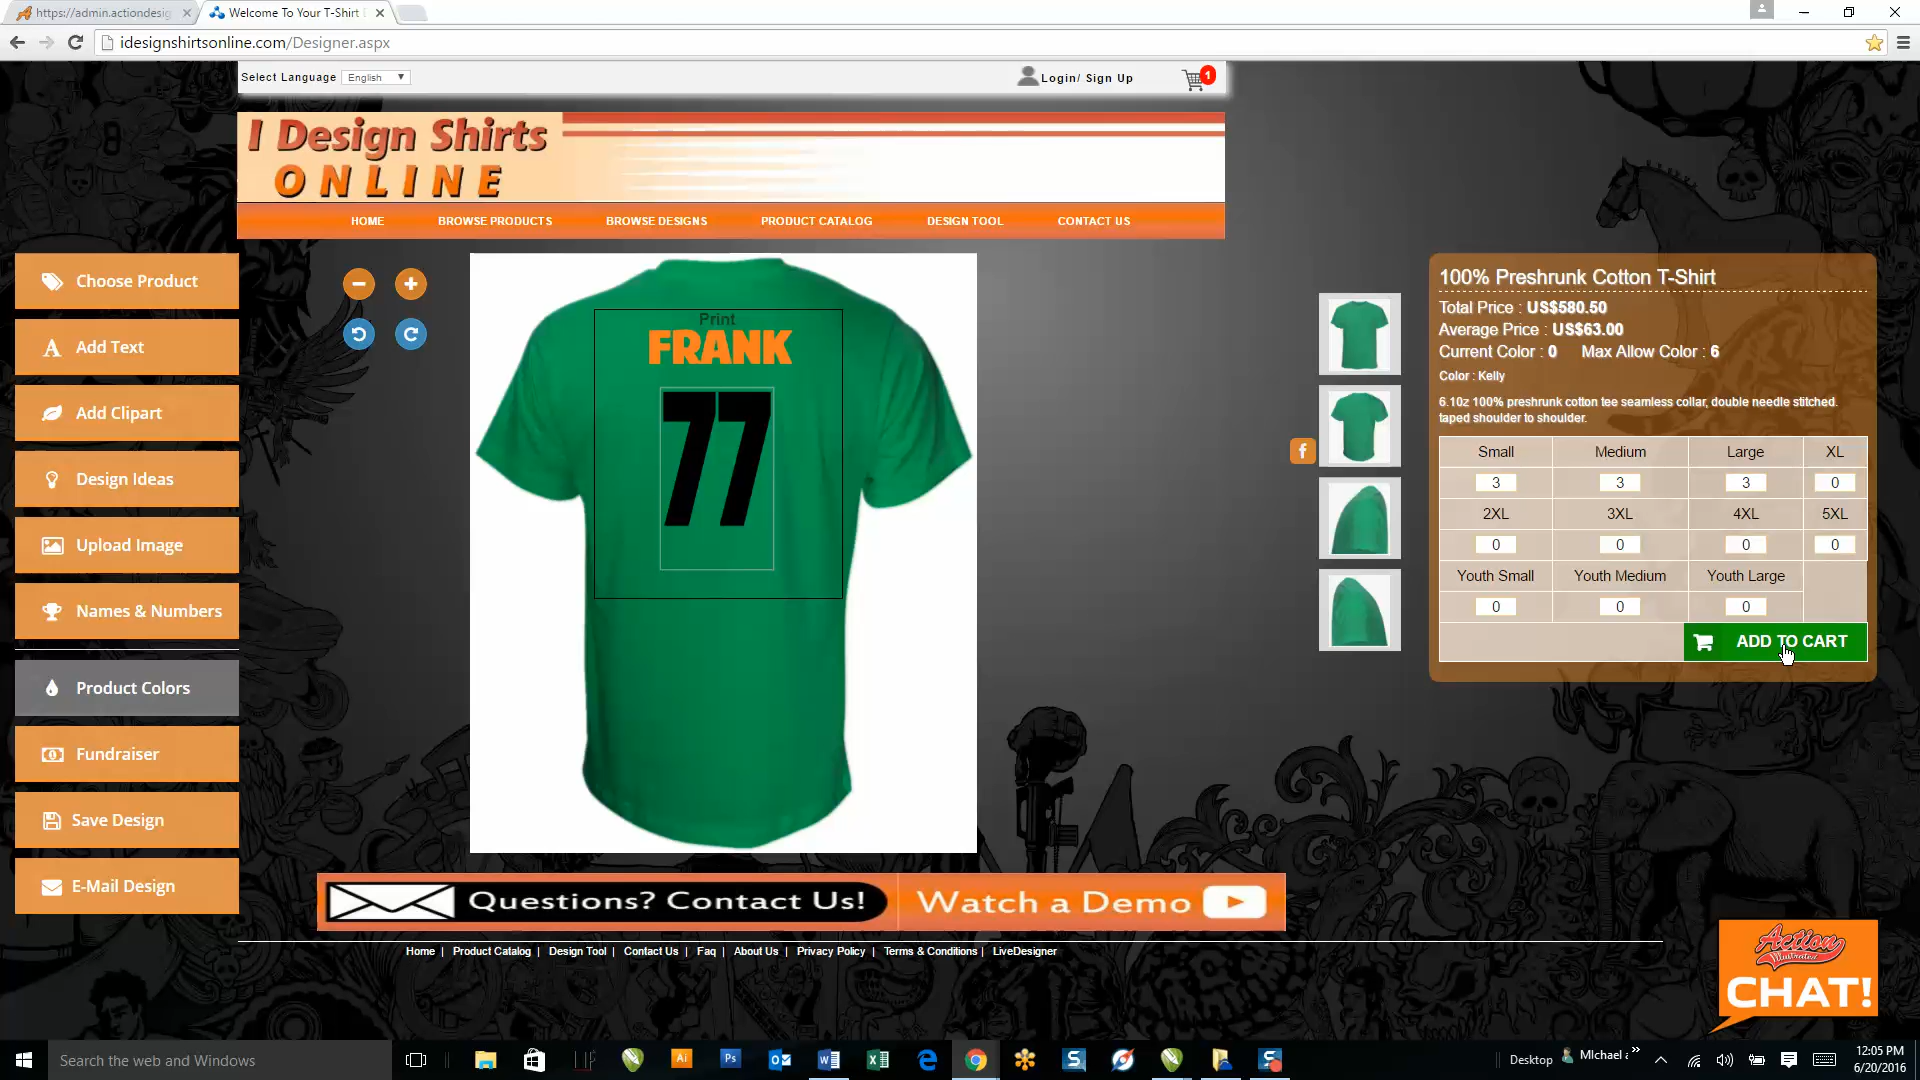 https://admin.actiondesig
Welcome To Your T-Shirt
idesignshirtsonline.com/Designer.aspx
Select Language English
Login/ Sign Up
1
I Design Shirts
ONLINE
HOME BROWSE PRODUCTS BROWSE DESIGNS PRODUCT CATALOG DESIGN TOOL CONTACT US
Choose Product
Add Text
Add Clipart
Design Ideas
Upload Image
Names & Numbers
Product Colors
Fundraiser
Save Design
E-Mail Design
Print
FRANK
77
f
100% Preshrunk Cotton T-Shirt
Total Price : US$580.50
Average Price : US$63.00
Current Color : 0 Max Allow Color : 6
Color : Kelly
6.10z 100% preshrunk cotton tee seamless collar, double needle stitched.
taped shoulder to shoulder.
Small Medium Large XL
3 3 3 0
2XL 3XL 4XL 5XL
0 0 0 0
Youth Small Youth Medium Youth Large
0 0 0
ADD TO CART
Questions? Contact Us! Watch a Demo
Home | Product Catalog | Design Tool | Contact Us | Faq | About Us | Privacy Policy | Terms & Conditions | LiveDesigner
Action
Illustrated
CHAT!
Search the web and Windows
Ai
Ps
Desktop
MIchael a
12:05 PM
6/20/2016